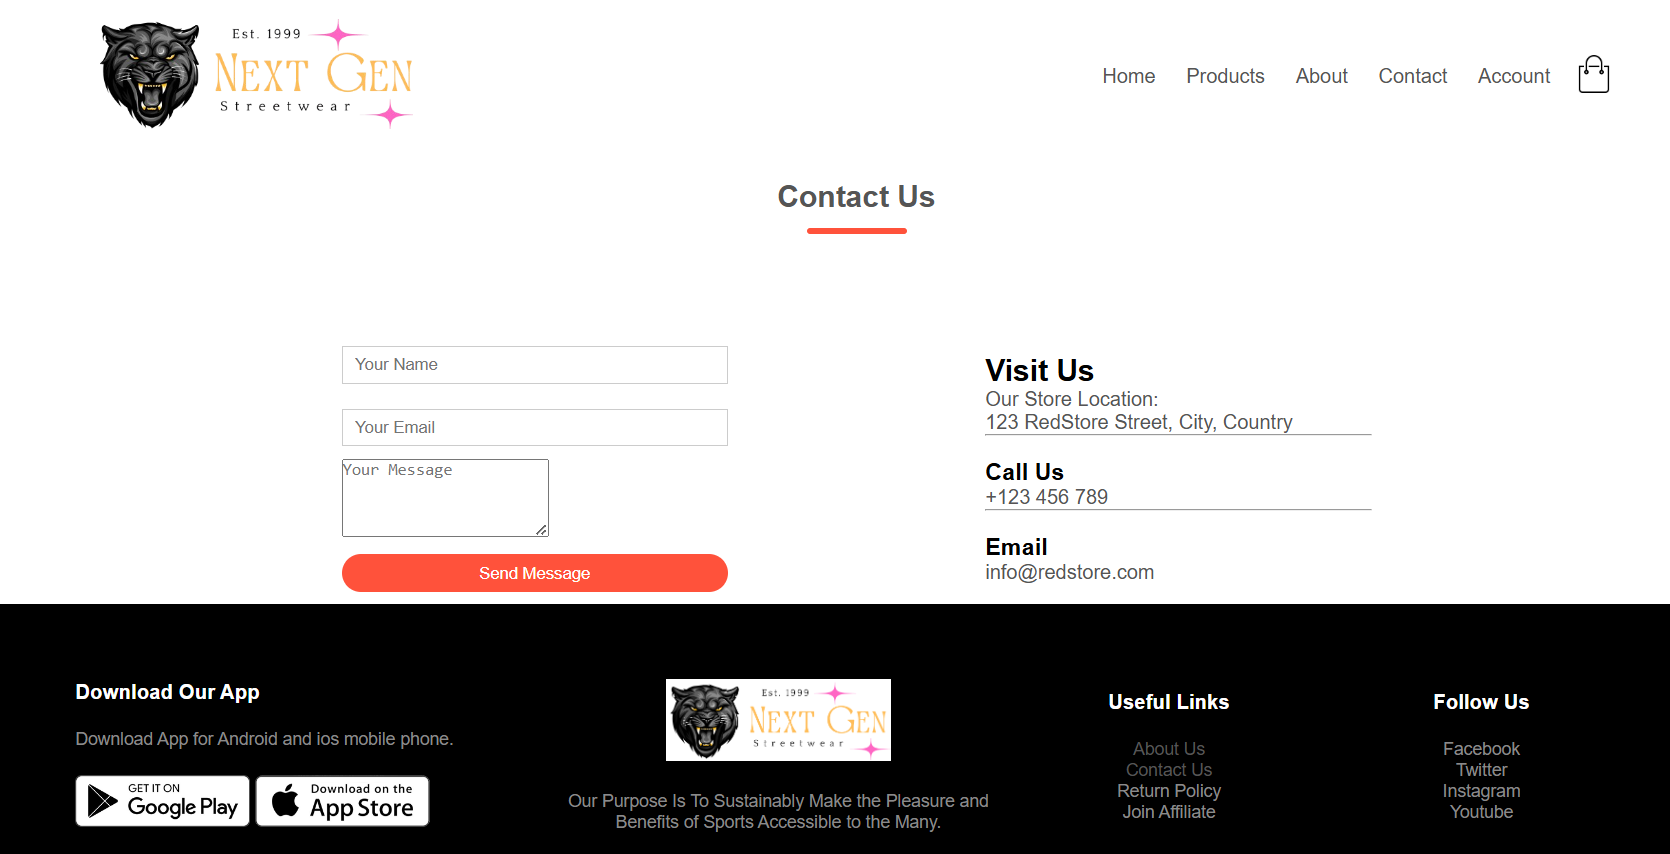 Est. 1999
NEXT GEN
Streetwear
Home Products About Contact Account
Contact Us
Your Name
Your Email
Your Message
Send Message
Visit Us
Our Store Location:
123 RedStore Street, City, Country
Call Us
+123 456 789
Email
info@redstore.com
Download Our App
Download App for Android and ios mobile phone.
GET IT ON
Google Play
Download on the
App Store
Est. 1999
NEXT GEN
Streetwear
Our Purpose Is To Sustainably Make the Pleasure and
Benefits of Sports Accessible to the Many.
Useful Links
About Us
Contact Us
Return Policy
Join Affiliate
Follow Us
Facebook
Twitter
Instagram
Youtube